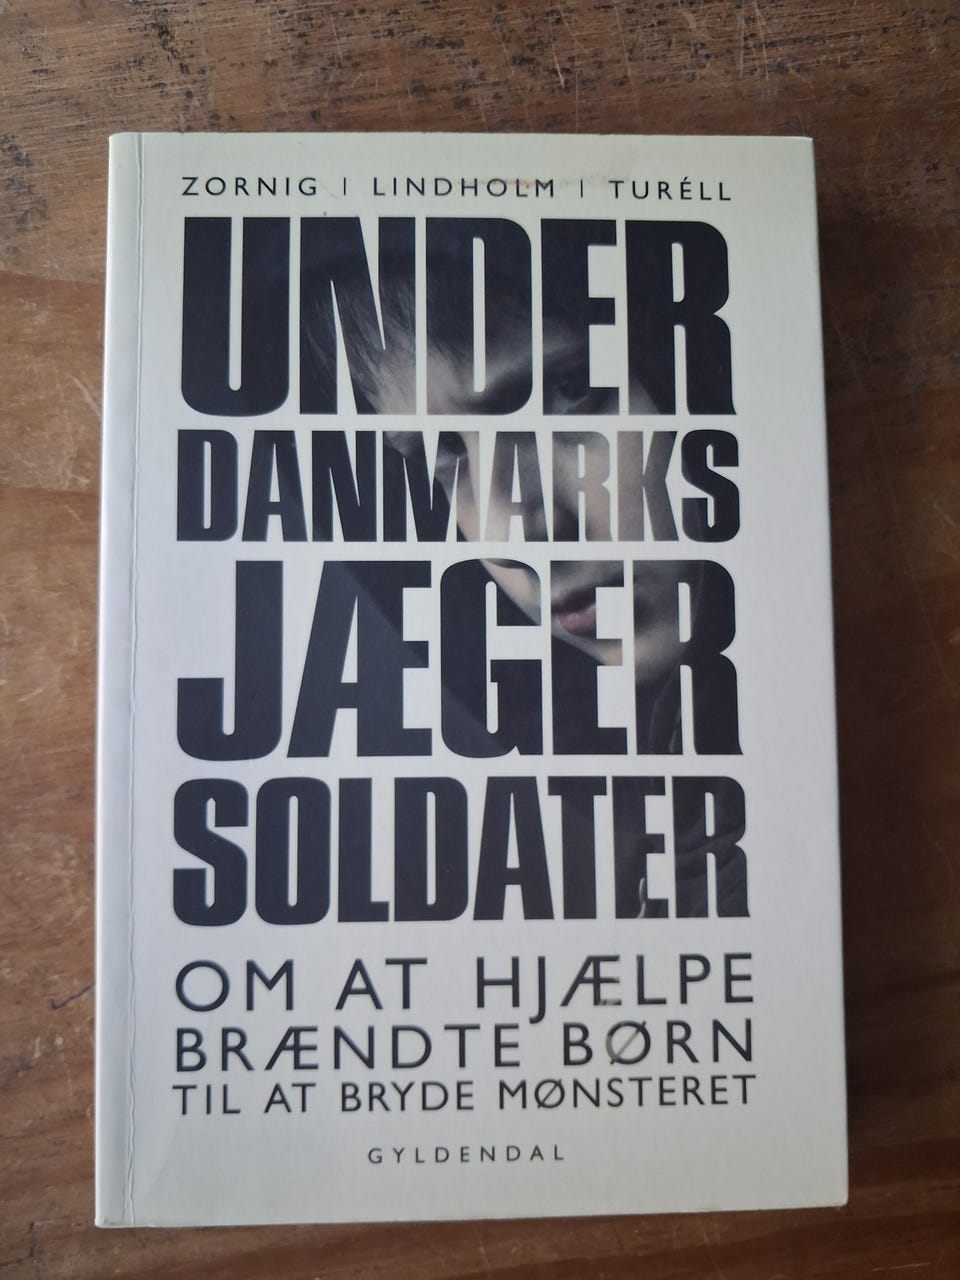 ZORNIG | LINDHOLM | TURÉLL
UNDER
DANMARKS
JÆGER
SOLDATER
OM AT HJÆLPE
BRÆNDTE BØRN
TIL AT BRYDE MØNSTERET
GYLDENDAL